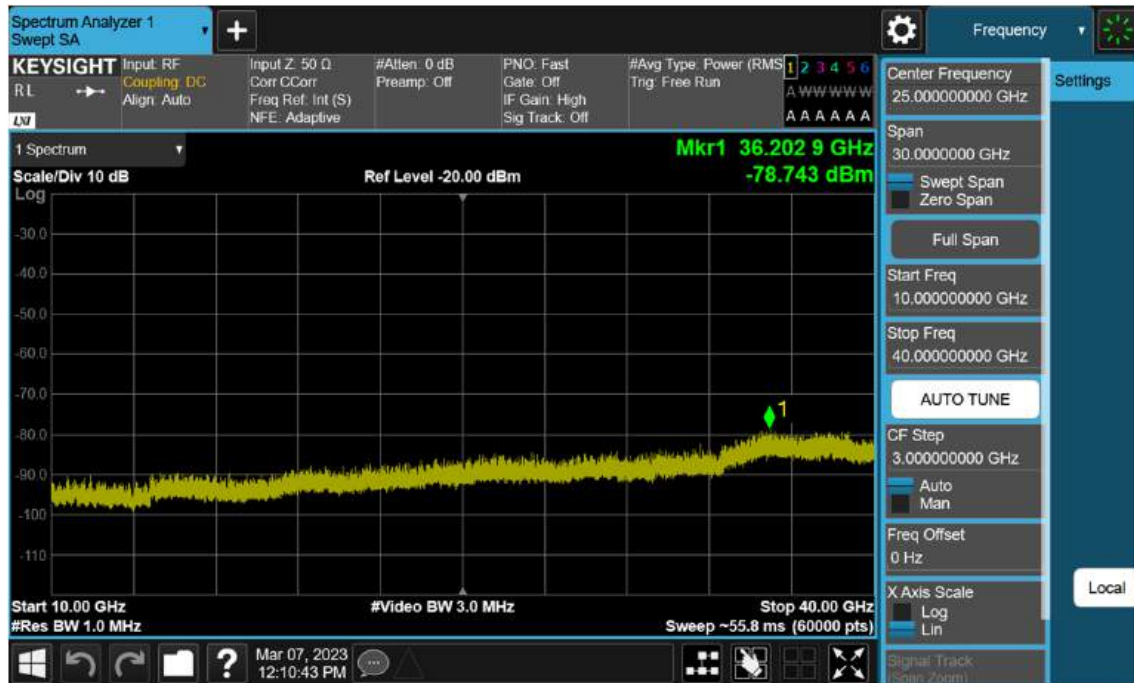 Spectrum Analyzer 1
Swept SA
+
Frequency
KEYSIGHT
RL
LXI
Input: RF
Coupling: DC
Align: Auto
Input Z: 50 Ω
Corr CCorr
Freq Ref: Int (S)
NFE: Adaptive
#Atten: 0 dB
Preamp: Off
PNO: Fast
Gate: Off
IF Gain: High
Sig Track: Off
#Avg Type: Power (RMS
Trig: Free Run
1 2 3 4 5 6
A W W W W W
A A A A A A
1 Spectrum
Scale/Div 10 dB
Ref Level -20.00 dBm
Mkr1 36.202 9 GHz
-78.743 dBm
Log
-30.0
-40.0
-50.0
-60.0
-70.0
-80.0
-90.0
-100
-110
1
Start 10.00 GHz
#Video BW 3.0 MHz
Stop 40.00 GHz
#Res BW 1.0 MHz
Sweep ~55.8 ms (60000 pts)
Center Frequency
25.000000000 GHz
Settings
Span
30.0000000 GHz
Swept Span
Zero Span
Full Span
Start Freq
10.000000000 GHz
Stop Freq
40.000000000 GHz
AUTO TUNE
CF Step
3.000000000 GHz
Auto
Man
Freq Offset
0 Hz
X Axis Scale
Log
Lin
Local
Signal Track
(Span Zoom)
?
Mar 07, 2023
12:10:43 PM